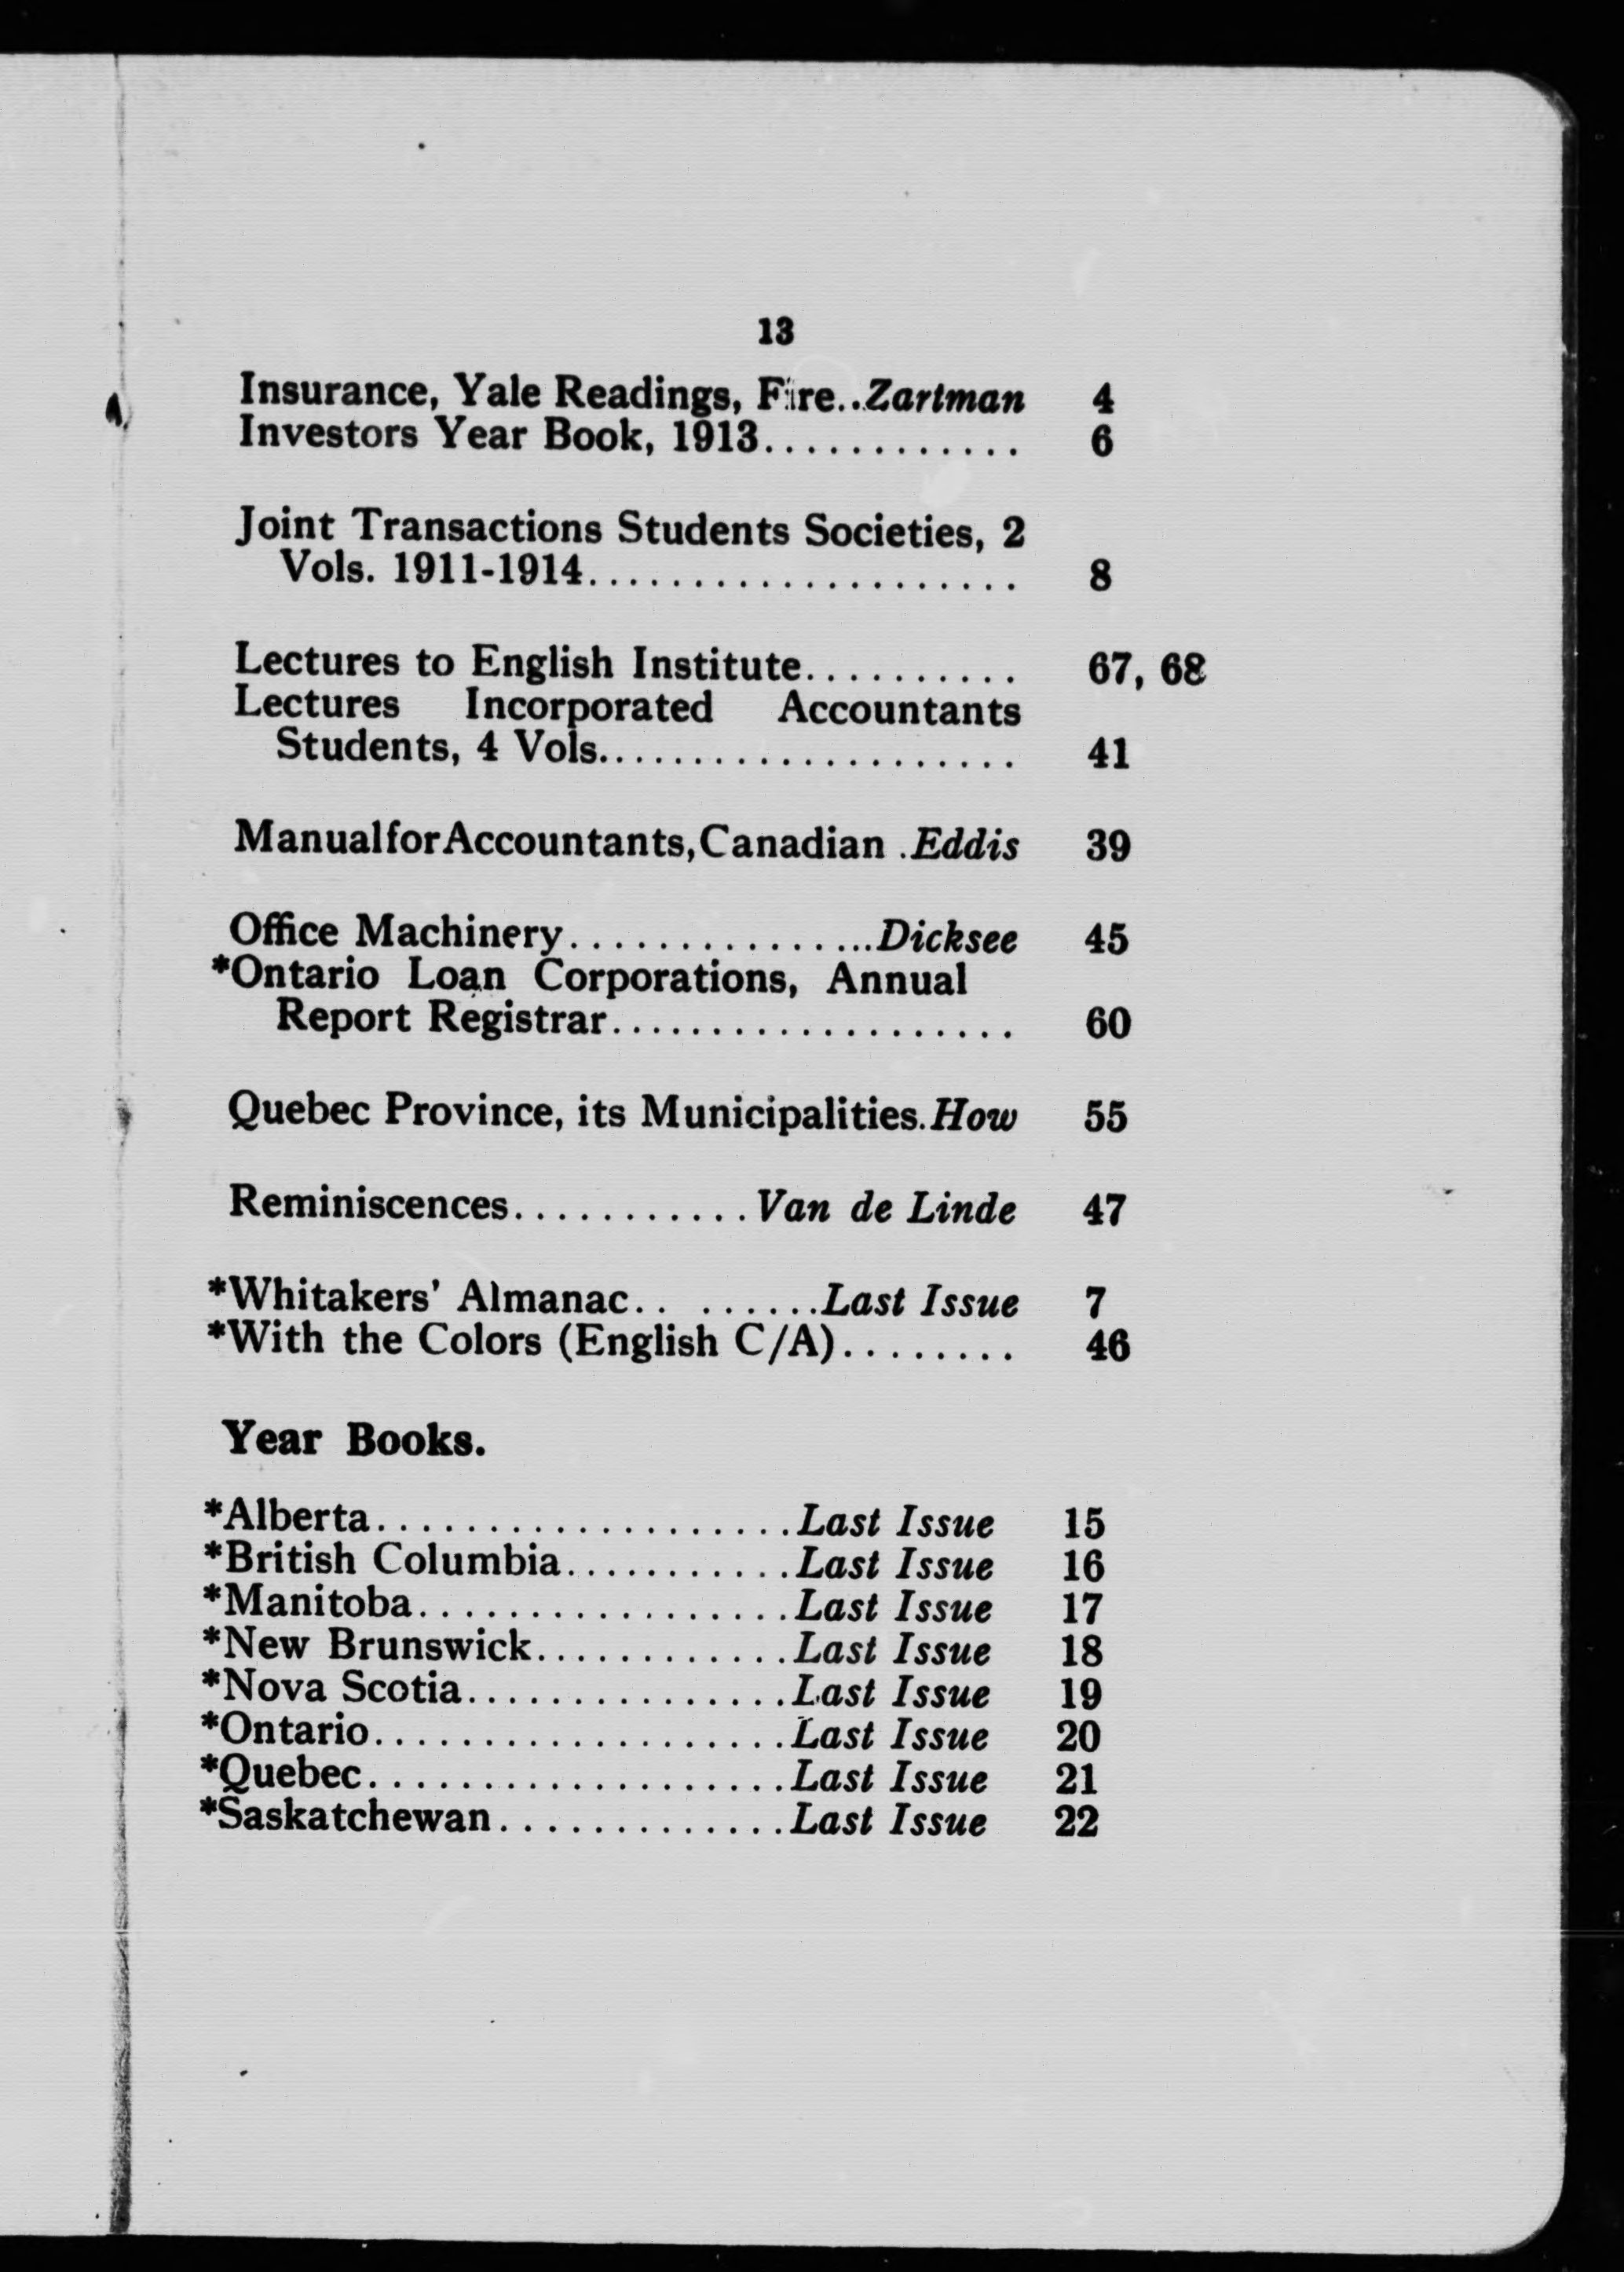 13
Insurance, Yale Readings, Fire..Zartman 4
Investors Year Book, 1913............ 6
Joint Transactions Students Societies, 2
Vols. 1911-1914.................... 8
Lectures to English Institute.......... 67, 68
Lectures Incorporated Accountants
Students, 4 Vols.................... 41
Manual for Accountants, Canadian .Eddis 39
Office Machinery................Dicksee 45
*Ontario Loan Corporations, Annual
Report Registrar................... 60
Quebec Province, its Municipalities.How 55
Reminiscences...........Van de Linde 47
*Whitakers' Almanac.. ......Last Issue 7
*With the Colors (English C/A)........ 46
Year Books.
*Alberta...................Last Issue 15
*British Columbia...........Last Issue 16
*Manitoba.................Last Issue 17
*New Brunswick............Last Issue 18
*Nova Scotia...............Last Issue 19
*Ontario...................Last Issue 20
*Quebec...................Last Issue 21
*Saskatchewan.............Last Issue 22